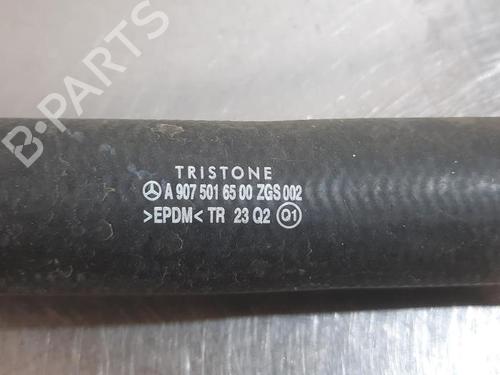 B-PARTS
TRISTONE
A 907 501 65 00 ZGS 002
>EPDM< TR 23 Q2 Q1